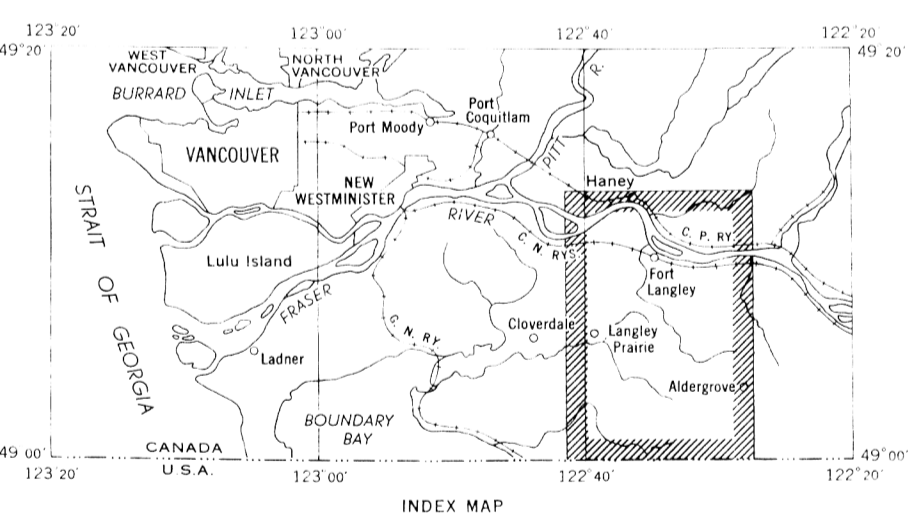 123°20'
123°00'
122°40'
122°20'
49°20'
49 20'
WEST
VANCOUVER
NORTH
VANCOUVER
BURRARD INLET
R.
PITT
Port
Coquitlam
Port Moody
VANCOUVER
NEW
WESTMINISTER
Haney
RIVER
C. N. RYS.
C. P. RY
STRAIT OF GEORGIA
Lulu Island
Fort
Langley
FRASER
G. N. RY.
Cloverdale
Langley
Prairie
Ladner
Aldergrove
BOUNDARY
BAY
CANADA
U.S.A.
49 00'
49°00'
123°20'
123°00'
122°40'
122°20'
INDEX MAP